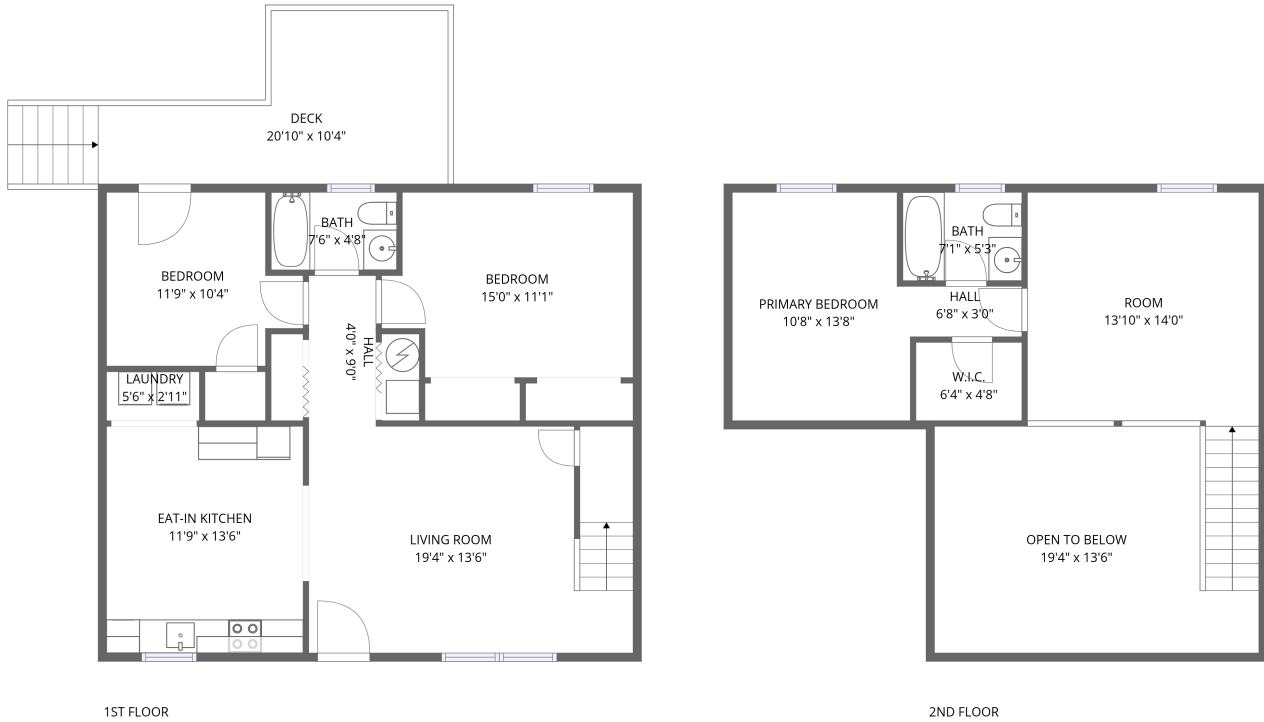 DECK
20'10" x 10'4"
BATH
7'6" x 4'8"
BEDROOM
11'9" x 10'4"
BEDROOM
15'0" x 11'1"
HALL
4'0" x 9'0"
LAUNDRY
5'6" x 2'11"
EAT-IN KITCHEN
11'9" x 13'6"
LIVING ROOM
19'4" x 13'6"
1ST FLOOR
BATH
7'1" x 5'3"
PRIMARY BEDROOM
10'8" x 13'8"
HALL
6'8" x 3'0"
ROOM
13'10" x 14'0"
W.I.C.
6'4" x 4'8"
OPEN TO BELOW
19'4" x 13'6"
2ND FLOOR